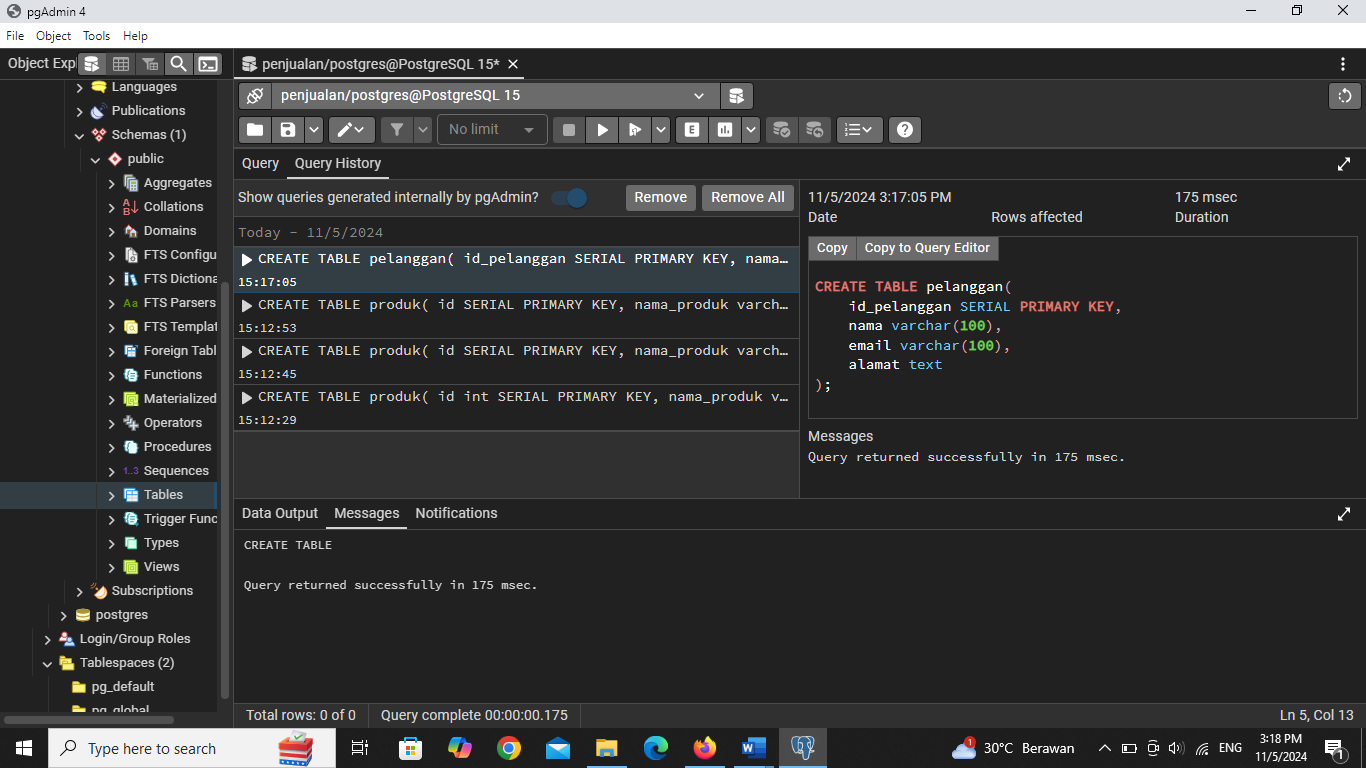 pgAdmin 4
File Object Tools Help
Object Expl
penjualan/postgres@PostgreSQL 15*
penjualan/postgres@PostgreSQL 15
No limit
E
Query Query History
Show queries generated internally by pgAdmin? Remove Remove All
Today - 11/5/2024
CREATE TABLE pelanggan( id_pelanggan SERIAL PRIMARY KEY, nama…
15:17:05
CREATE TABLE produk( id SERIAL PRIMARY KEY, nama_produk varch…
15:12:53
CREATE TABLE produk( id SERIAL PRIMARY KEY, nama_produk varch…
15:12:45
CREATE TABLE produk( id int SERIAL PRIMARY KEY, nama_produk v…
15:12:29
11/5/2024 3:17:05 PM 175 msec
Date Rows affected Duration
Copy Copy to Query Editor
CREATE TABLE pelanggan(
id_pelanggan SERIAL PRIMARY KEY,
nama varchar(100),
email varchar(100),
alamat text
);
Messages
Query returned successfully in 175 msec.
Languages
Publications
Schemas (1)
public
Aggregates
Collations
Domains
FTS Configu
FTS Dictiona
FTS Parsers
FTS Templat
Foreign Tabl
Functions
Materialized
Operators
Procedures
1..3 Sequences
Tables
Trigger Func
Types
Views
Subscriptions
postgres
Login/Group Roles
Tablespaces (2)
pg_default
pg_global
Data Output Messages Notifications
CREATE TABLE
Query returned successfully in 175 msec.
Total rows: 0 of 0 Query complete 00:00:00.175 Ln 5, Col 13
Type here to search
1 30°C Berawan ENG
3:18 PM
11/5/2024
1